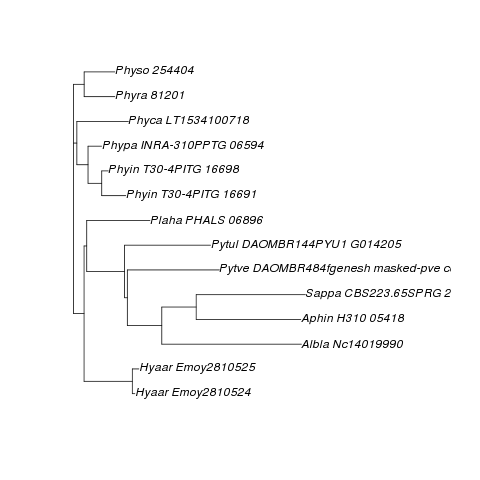 Physo 254404
Phyra 81201
Phyca LT1534100718
Phypa INRA-310PPTG 06594
Phyin T30-4PITG 16698
Phyin T30-4PITG 16691
Plaha PHALS 06896
Pytul DAOMBR144PYU1 G014205
Pytve DAOMBR484fgenesh masked-pve
Sappa CBS223.65SPRG 2
Aphin H310 05418
Albla Nc14019990
Hyaar Emoy2810525
Hyaar Emoy2810524